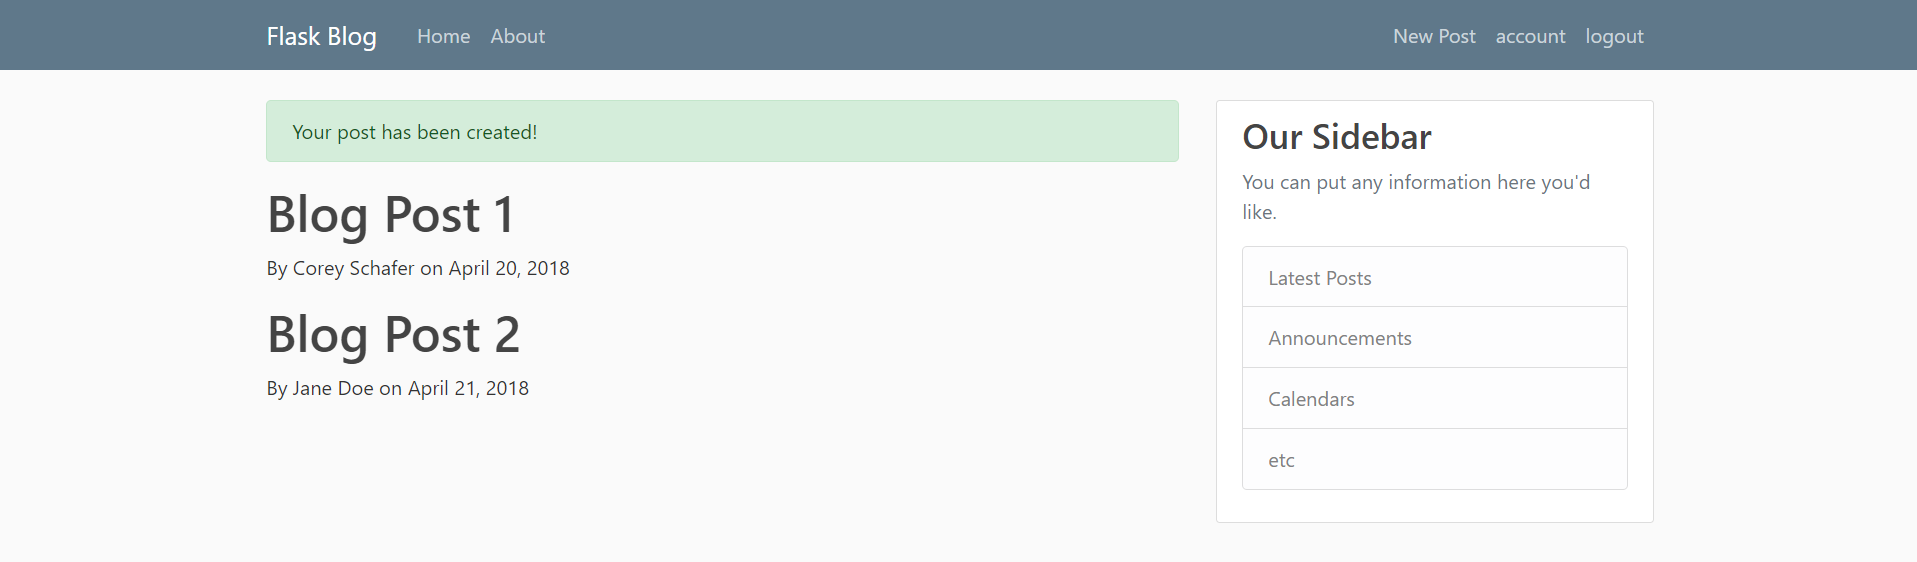 Flask Blog Home About New Post account logout
Your post has been created!
Blog Post 1
By Corey Schafer on April 20, 2018
Blog Post 2
By Jane Doe on April 21, 2018
Our Sidebar
You can put any information here you'd
like.
Latest Posts
Announcements
Calendars
etc